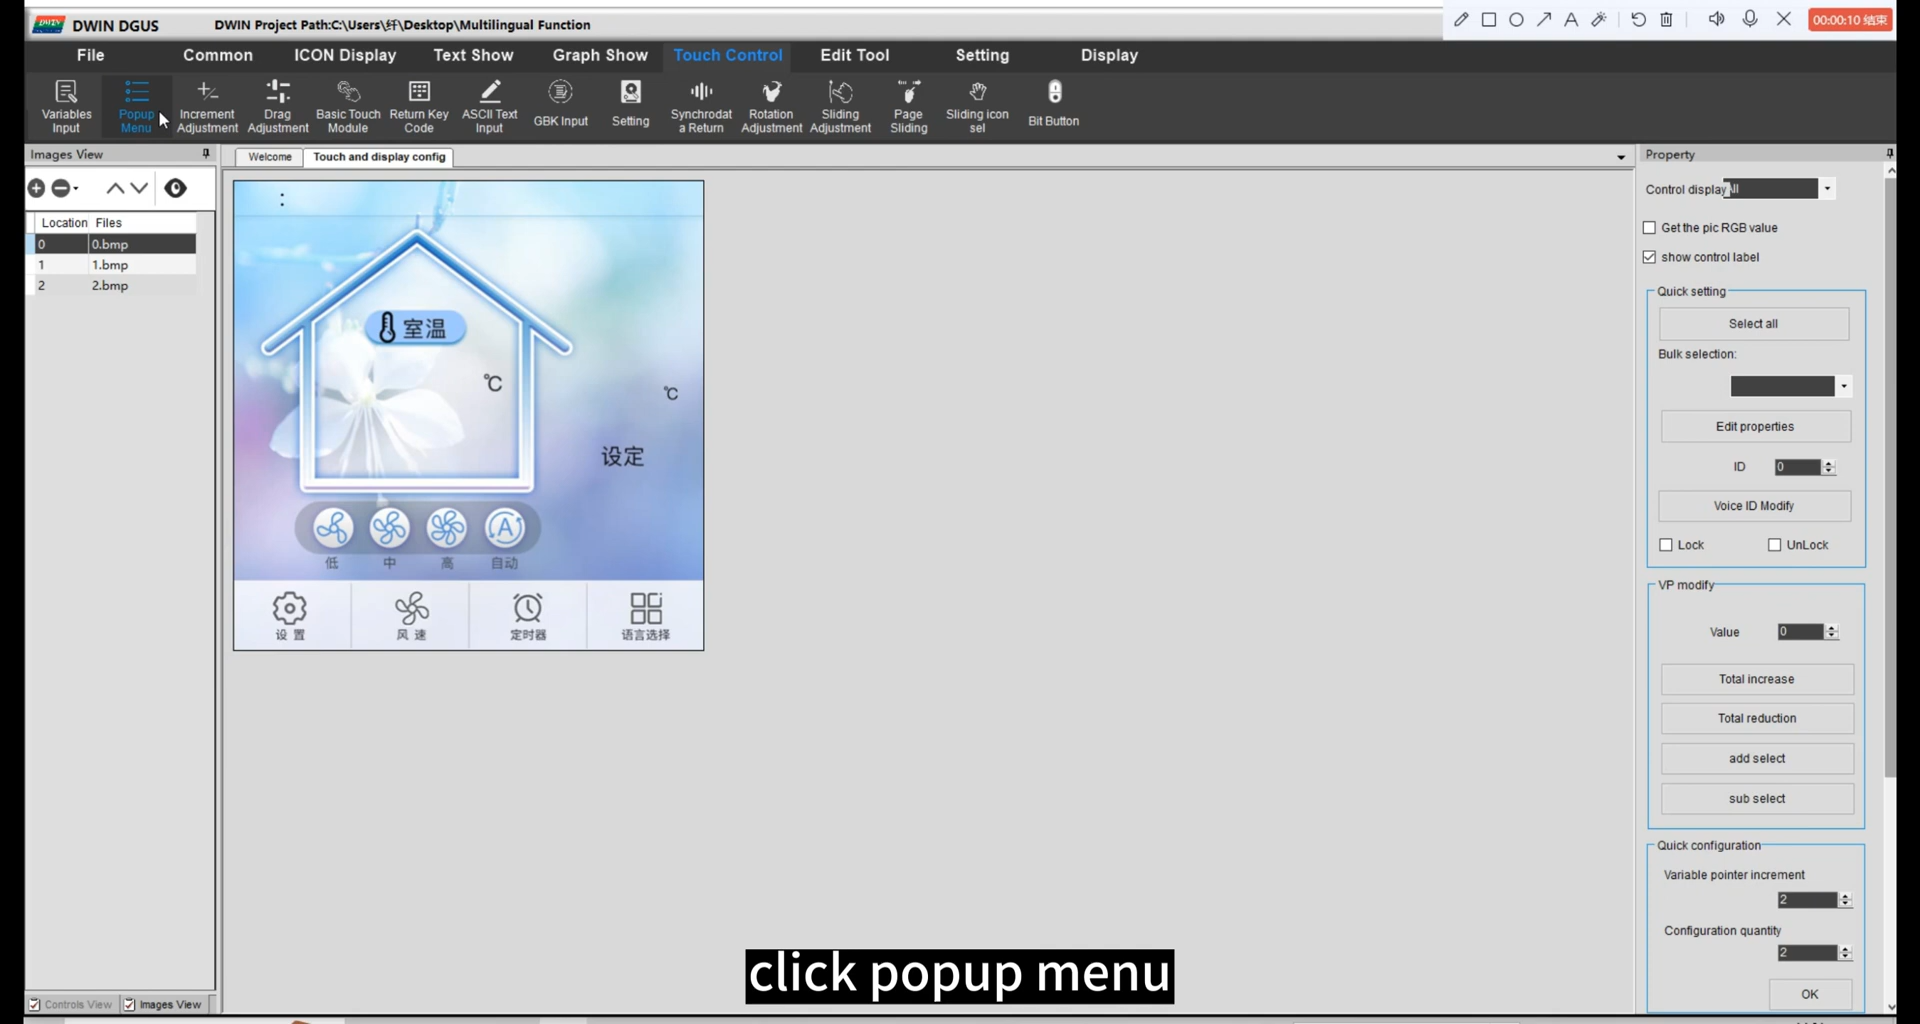 DWIN DGUS DWIN Project Path:C:\Users\纤\Desktop\Multilingual Function
00:00:10 结束
File Common ICON Display Text Show Graph Show Touch Control Edit Tool Setting Display
Variables Input
Popup Menu
Increment Adjustment
Drag Adjustment
Basic Touch Module
Return Key Code
ASCII Text Input
GBK Input
Setting
Synchrodat a Return
Rotation Adjustment
Sliding Adjustment
Page Sliding
Sliding icon sel
Bit Button
Images View
Welcome Touch and display config
Property
Location Files
0 0.bmp
1 1.bmp
2 2.bmp
:
室温
℃
℃
设定
A
低 中 高 自动
设 置 风 速 定时器 语言选择
Control display
Get the pic RGB value
show control label
Quick setting
Select all
Bulk selection:
Edit properties
ID 0
Voice ID Modify
Lock UnLock
VP modify
Value 0
Total increase
Total reduction
add select
sub select
Quick configuration
Variable pointer increment
2
Configuration quantity
2
OK
Controls View Images View
click popup menu